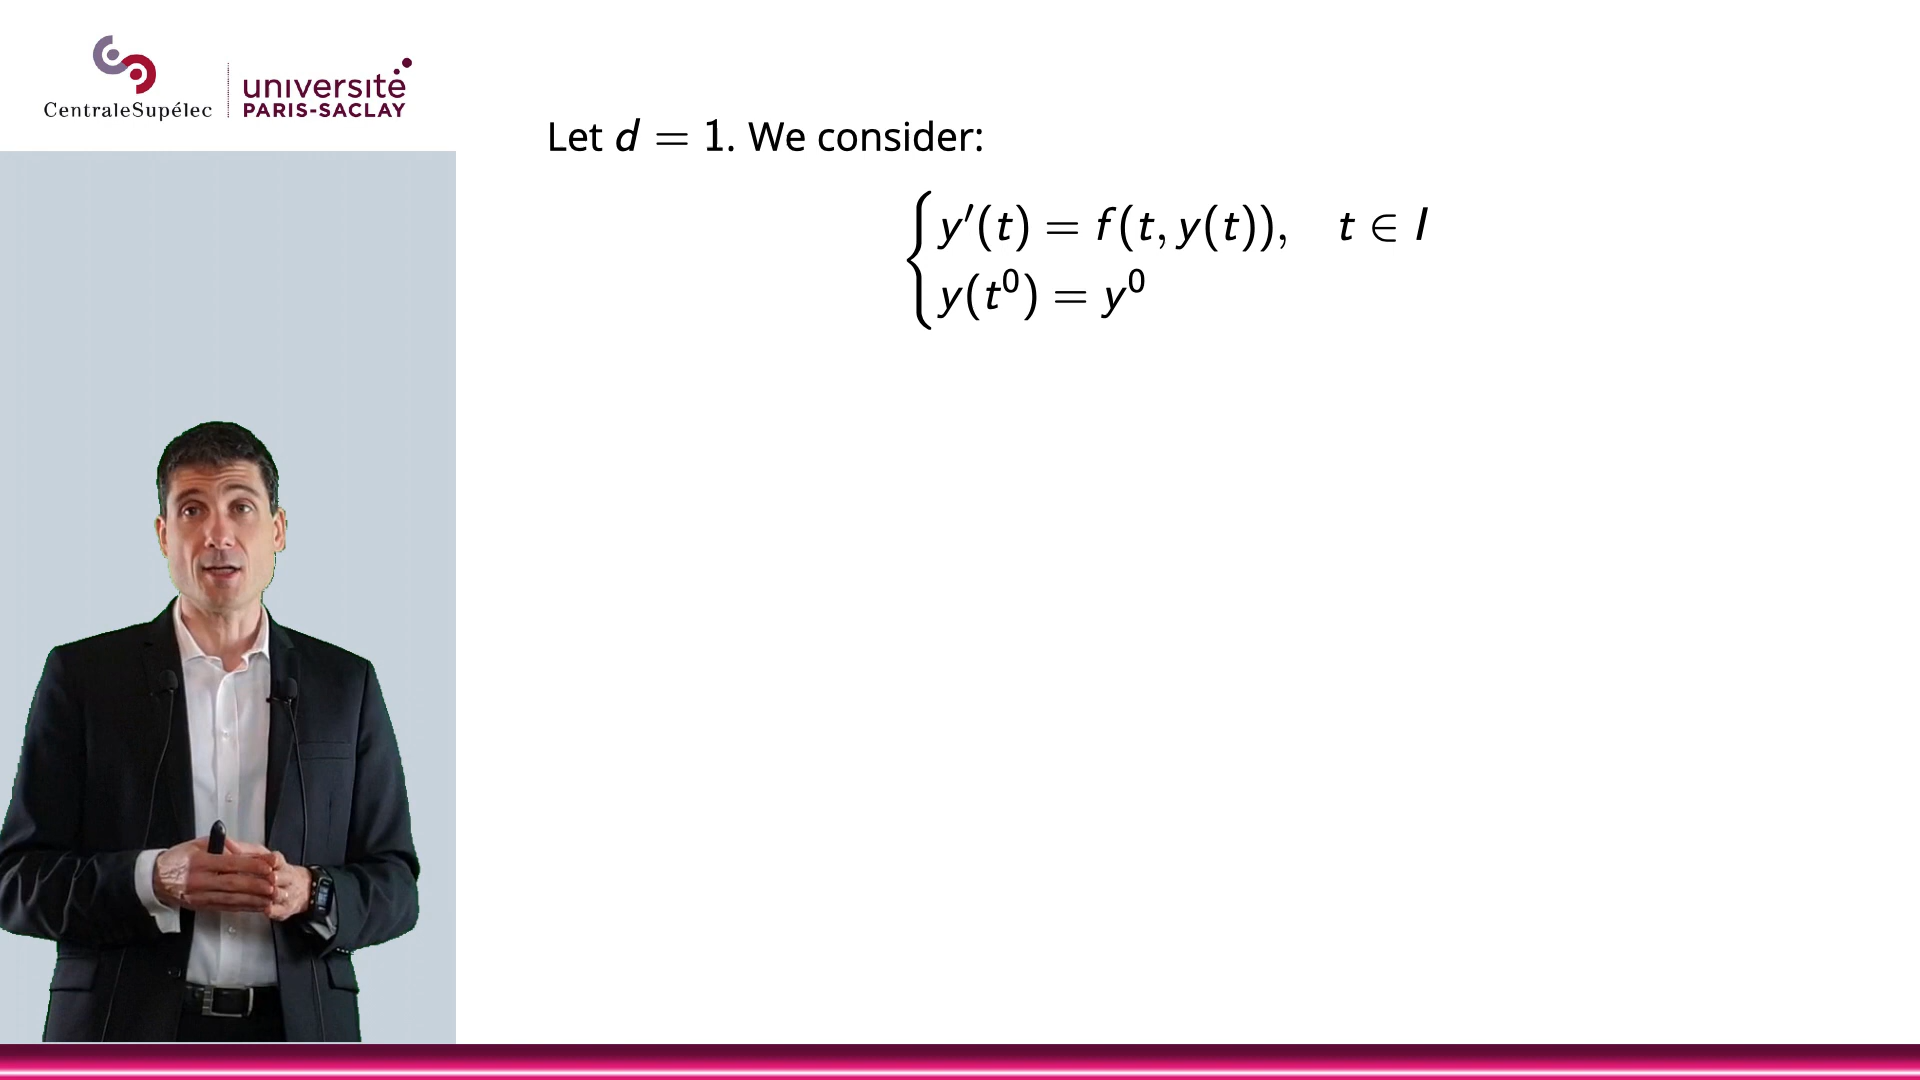 CentraleSupélec
université
PARIS-SACLAY
Let d = 1. We consider:
y′(t) = f(t, y(t)), t ∈ I
y(t⁰) = y⁰